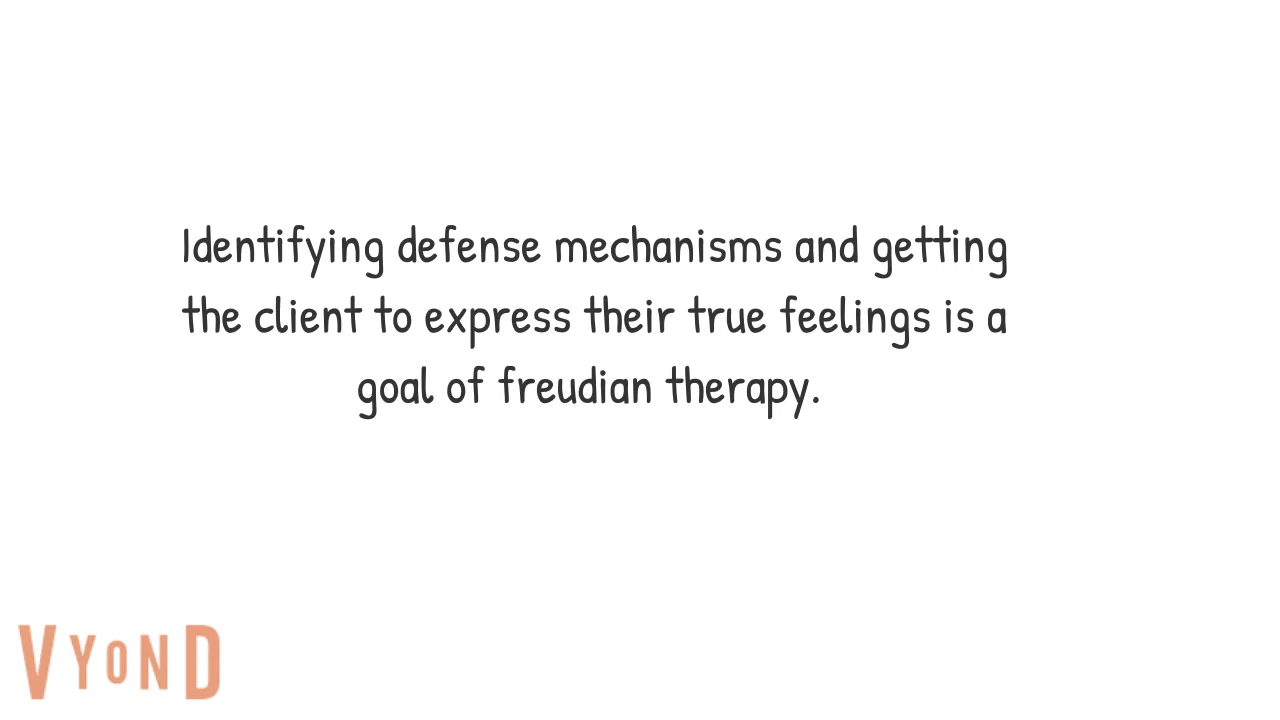 Identifying defense mechanisms and getting
the client to express their true feelings is a
goal of freudian therapy.
VYOND